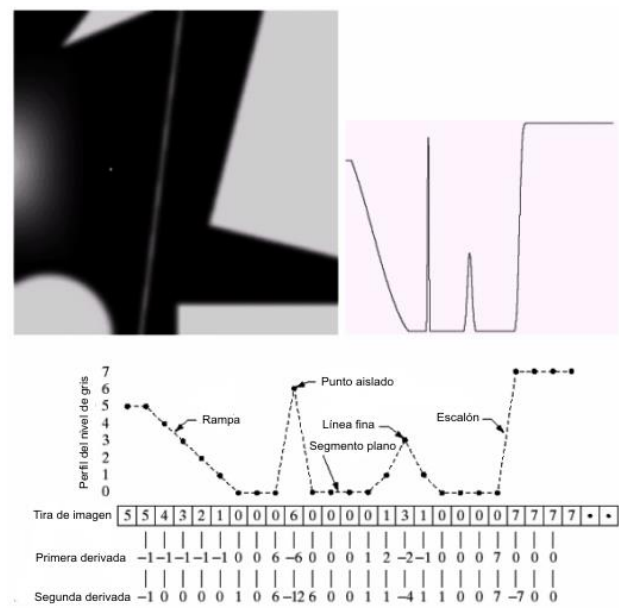 7
6
5
4
3
2
1
0
Perfil del nivel de gris
Punto aislado
Rampa
Línea fina
Escalón
Segmento plano
Tira de imagen 5 5 4 3 2 1 0 0 0 6 0 0 0 0 1 3 1 0 0 0 0 7 7 7 7 • •
Primera derivada −1 −1 −1 −1 −1 0 0 6 −6 0 0 0 1 2 −2 −1 0 0 0 7 0 0 0
Segunda derivada −1 0 0 0 0 1 0 6 −12 6 0 0 1 1 −4 1 1 0 0 7 −7 0 0